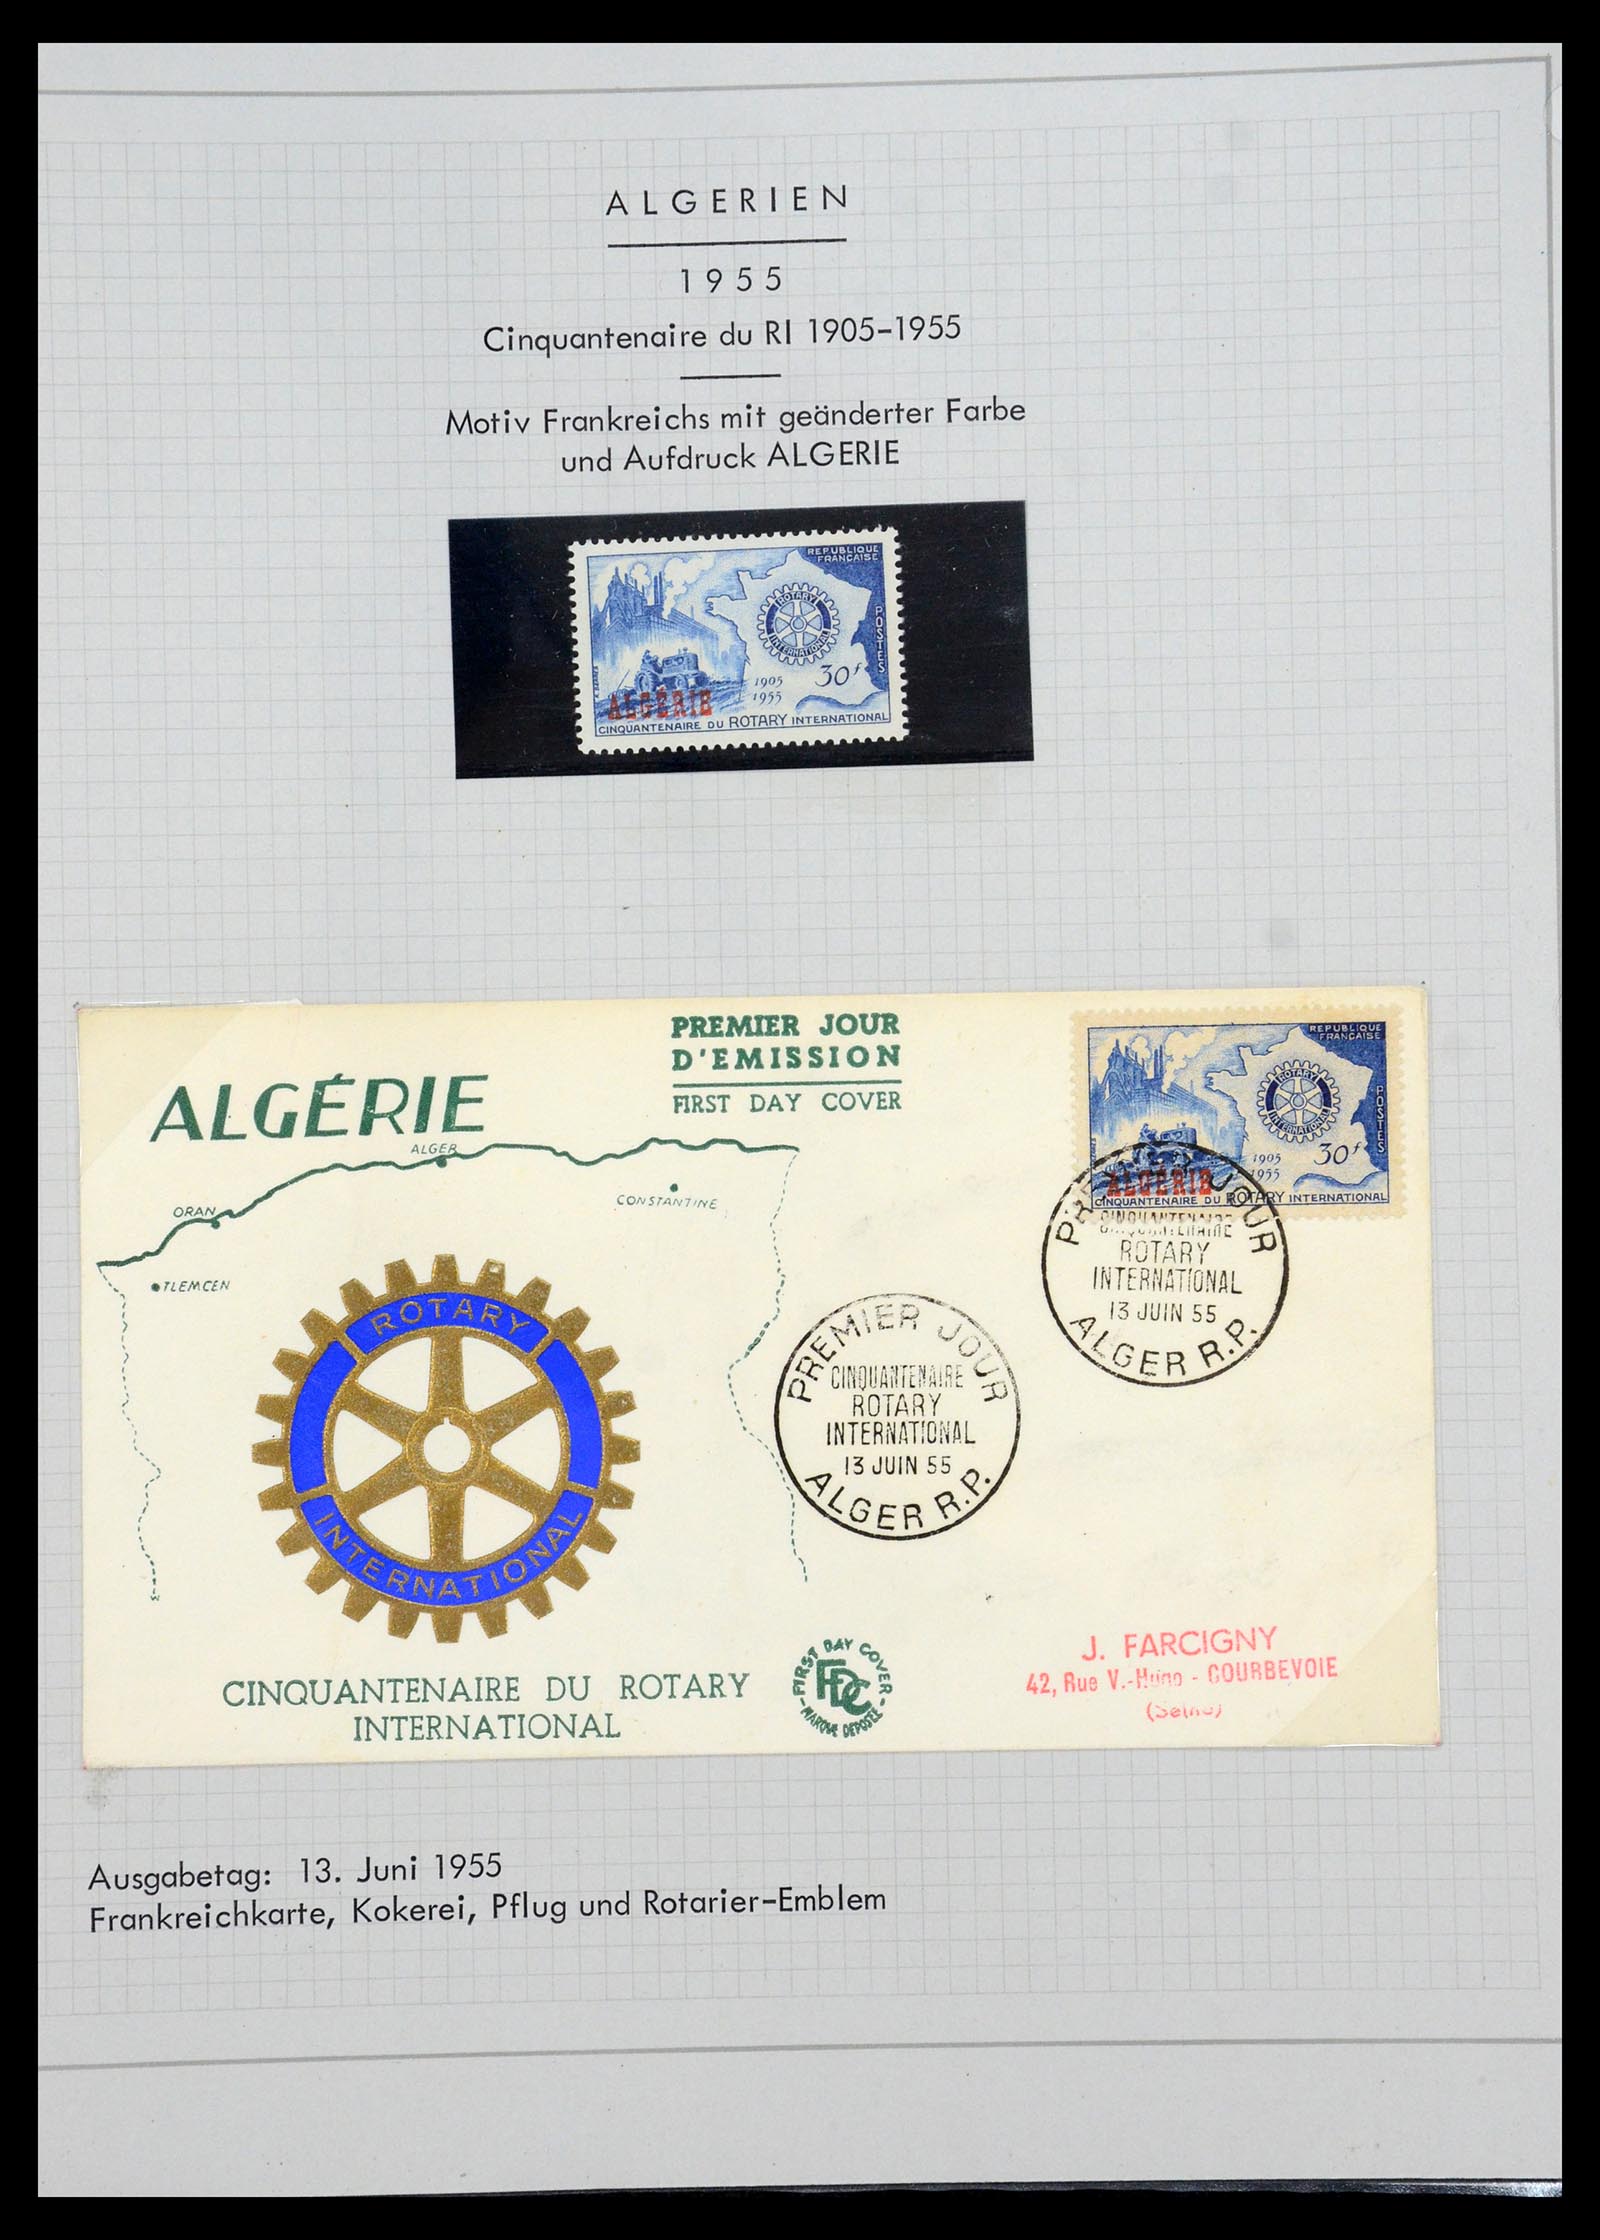 ALGERIEN
1955
Cinquantenaire du RI 1905-1955
Motiv Frankreichs mit geänderter Farbe
und Aufdruck ALGERIE
REPUBLIQUE
FRANÇAISE
POSTES
ROTARY
INTERNATIONAL
30f
1905
1955
ALGÉRIE
CINQUANTENAIRE DU ROTARY INTERNATIONAL
PREMIER JOUR
D'EMISSION
FIRST DAY COVER
ALGÉRIE
ALGER
ORAN
CONSTANTINE
TLEMCEN
ROTARY
INTERNATIONAL
REPUBLIQUE
FRANÇAISE
POSTES
ROTARY
INTERNATIONAL
30f
1905
1955
ALGÉRIE
CINQUANTENAIRE DU ROTARY INTERNATIONAL
PREMIER JOUR
CINQUANTENAIRE
ROTARY
INTERNATIONAL
13 JUIN 55
ALGER R.P.
PREMIER JOUR
CINQUANTENAIRE
ROTARY
INTERNATIONAL
13 JUIN 55
ALGER R.P.
CINQUANTENAIRE DU ROTARY
INTERNATIONAL
FIRST DAY COVER
FDC
MARQUE DEPOSÉE
J. FARCIGNY
42, Rue V.-Hugo - COURBEVOIE
(Seine)
Ausgabetag: 13. Juni 1955
Frankreichkarte, Kokerei, Pflug und Rotarier-Emblem